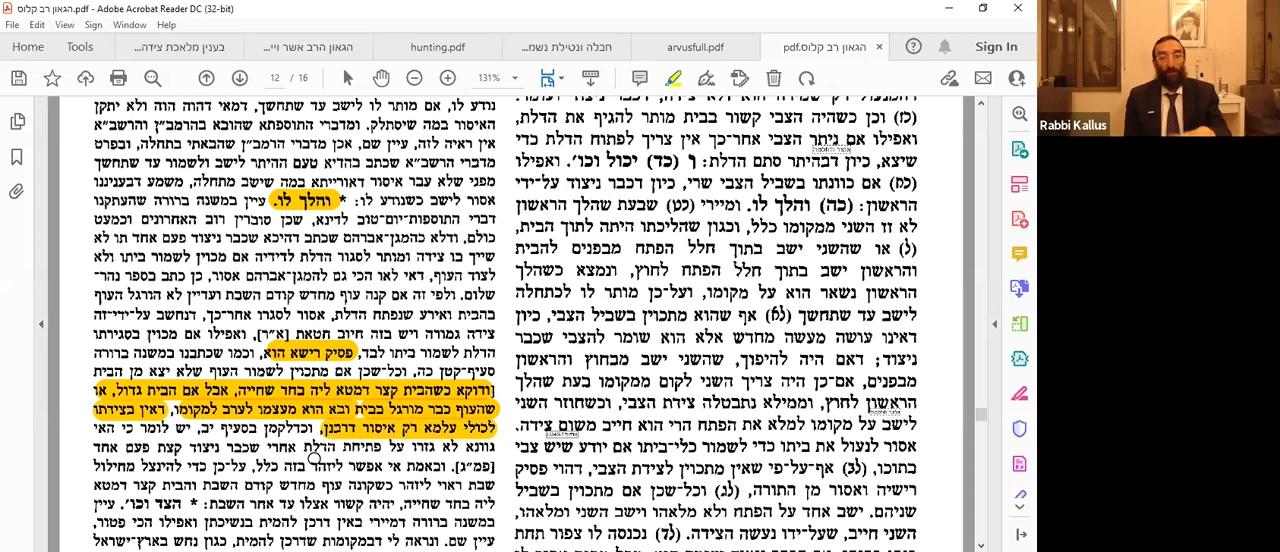 הגאון רב קלוס.pdf - Adobe Acrobat Reader DC (32-bit)
File Edit View Sign Window Help
Home Tools בענין מלאכת צידה... הגאון הרב אשר ויי... hunting.pdf חבלה ונטילת נשמ... arvusfull.pdf הגאון רב קלוס.pdf × Sign In
12 / 16 131%
Rabbi Kallus
(כז) וכן כשהיה הצבי קשור בבית מותר להגיף את הדלת,
ואפילו אם ניתר הצבי אחר־כך אין צריך לפתוח הדלת כדי
שיצא, כיון דבהיתר סתם הדלת: ו (כד) יכול וכו'. ואפילו
(כח) אם כוונתו בשביל הצבי שרי, כיון דכבר ניצוד על־ידי
הראשון: (כה) והלך לו. ומיירי (כט) שבעת שהלך הראשון
לא זז השני ממקומו כלל, וכגון שהליכתו היתה לתוך הבית,
(ל) או שהשני ישב בתוך חלל הפתח מבפנים להבית
והראשון ישב בתוך חלל הפתח לחוץ, ונמצא כשהלך
הראשון נשאר הוא על מקומו, ועל־כן מותר לו לכתחלה
לישב עד שתחשך (לא) אף שהוא מתכוין בשביל הצבי, כיון
דאינו עושה מעשה מחדש אלא הוא שומר להצבי שכבר
ניצוד; דאם היה להיפוך, שהשני ישב מבחוץ והראשון
מבפנים, אם־כן היה צריך השני לקום ממקומו בעת שהלך
הראשון לחוץ, וממילא נתבטלה צידת הצבי, וכשחוזר השני
לישב על מקומו למלא את הפתח הרי הוא חייב משום צידה.
אסור לנעול את ביתו כדי לשמור כלי־ביתו אם יודע שיש צבי
בתוכו, (לב) אף־על־פי שאין מתכוין לצידת הצבי, דהוי פסיק
רישיה ואסור מן התורה, (לג) וכל־שכן אם מתכוין בשביל
שניהם. ישב אחד על הפתח ולא מלאהו וישב השני ומלאהו,
השני חייב, שעל־ידו נעשה הצידה. (לד) נכנסה לו צפור תחת
נודע לו, אם מותר לו לישב עד שתחשך, דמאי דהוה הוה ולא יתקן
האיסור במה שיסתלק. ומדברי התוספתא שהובא בהרמב״ן והרשב״א
אין ראיה לזה, עיין שם, אכן מדברי הרמב״ן שהבאתי בתחלה, ובפרט
מדברי הרשב״א שכתב בהדיא טעם ההיתר לישב ולשמור עד שתחשך
מפני שלא עבר איסור דאורייתא במה שישב מתחלה, משמע דבעניננו
אסור לישב כשנודע לו: * והלך לו. עיין במשנה ברורה שהעתקנו
דברי התוספות־יום־טוב לדינא, שכן סוברין רוב האחרונים וכמעט
כולם, ודלא כהמגן־אברהם שכתב דהיכא שכבר ניצוד פעם אחד תו לא
שייך בו צידה ומותר לסגור הדלת לדידיה אם מכוין לשמור ביתו ולא
לצוד העוף, דאי לאו הכי גם להמגן־אברהם אסור, כן כתב בספר נהר־
שלום. ולפי זה אם קנה עוף מחדש קודם השבת ועדיין לא הורגל העוף
בהבית ואירע שנפתח הדלת, אסור לסגרו אחר־כך, דנחשב על־ידי־זה
צידה גמורה ויש בזה חיוב חטאת [א״ר], ואפילו אם מכוין בסגירתו
הדלת לשמור ביתו לבד, פסיק רישא הוא, וכמו שכתבנו במשנה ברורה
סעיף־קטן כה, וכל־שכן אם מתכוין לשמור העוף שלא יצא מן הבית
[ודוקא כשהבית קצר דמטא ליה בחד שחייה, אבל אם הבית גדול, או
שהעוף כבר מורגל בבית ובא הוא מעצמו לערב למקומו, דאין בצידתו
לכולי עלמא רק איסור דרבנן, וכדלקמן בסעיף יב, יש לומר כי האי
גוונא לא גזרו על פתיחת הדלת אחרי שכבר ניצוד קצת פעם אחד
[פמ״ג]. ובאמת אי אפשר ליזהר בזה כלל, על־כן כדי להינצל מחילול
שבת ראוי ליזהר כשקונה עוף מחדש קודם השבת והבית קצר דמטא
ליה בחד שחייה, יהיה קשור אצלו עד אחר השבת: * הצד וכו'. עיין
במשנה ברורה דמיירי באין דרכן להמית בנשיכתן ואפילו הכי פטור,
עיין שם. ונראה לי דבמקומות שדרכן להמית, כגון נחש בארץ־ישראל